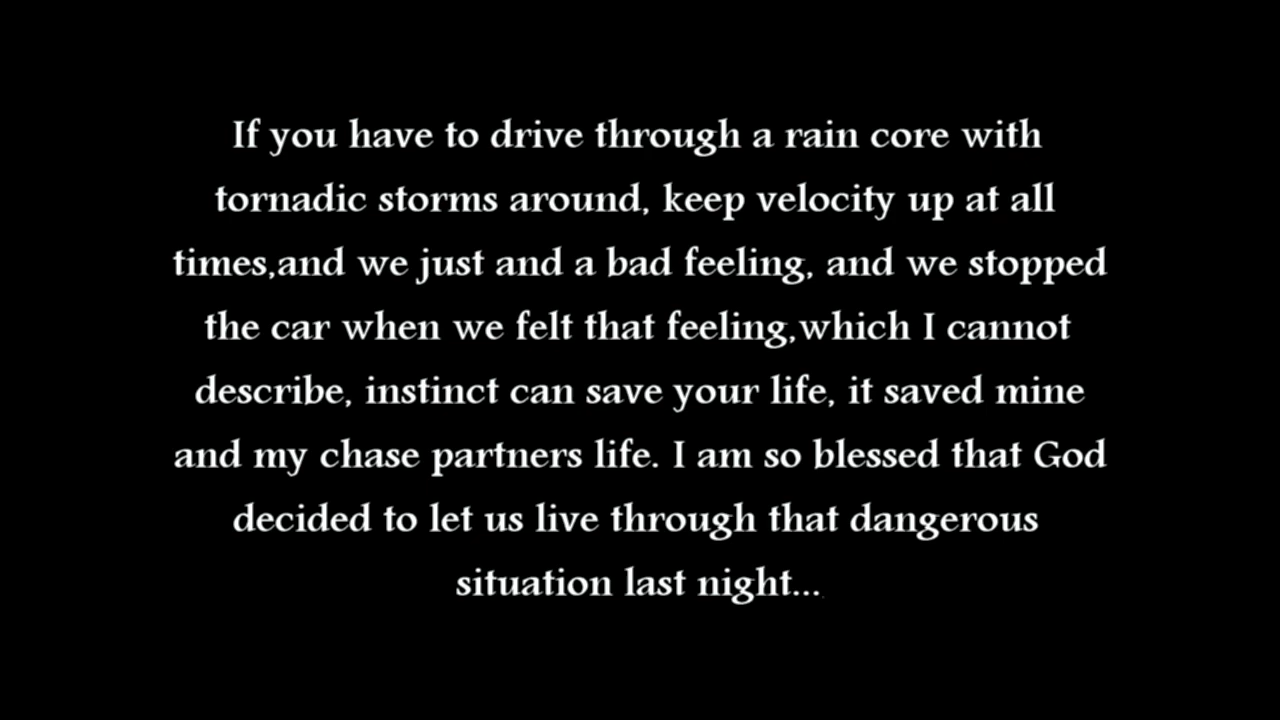 If you have to drive through a rain core with
tornadic storms around, keep velocity up at all
times,and we just and a bad feeling, and we stopped
the car when we felt that feeling,which I cannot
describe, instinct can save your life, it saved mine
and my chase partners life. I am so blessed that God
decided to let us live through that dangerous
situation last night...